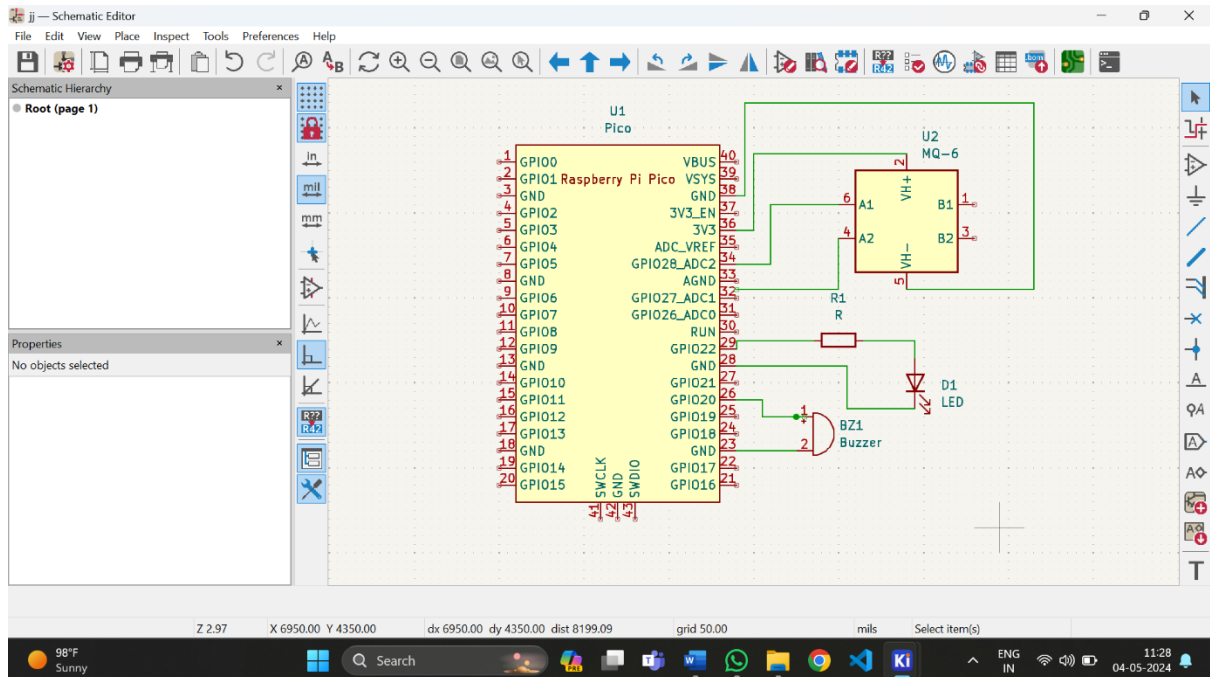 jj — Schematic Editor
File Edit View Place Inspect Tools Preferences Help
Schematic Hierarchy
Root (page 1)
Properties
No objects selected
in
mil
mm
R??
R42
U1
Pico
Raspberry Pi Pico
1 GPIO0
2 GPIO1
3 GND
4 GPIO2
5 GPIO3
6 GPIO4
7 GPIO5
8 GND
9 GPIO6
10 GPIO7
11 GPIO8
12 GPIO9
13 GND
14 GPIO10
15 GPIO11
16 GPIO12
17 GPIO13
18 GND
19 GPIO14
20 GPIO15
VBUS 40
VSYS 39
GND 38
3V3_EN 37
3V3 36
ADC_VREF 35
GPIO28_ADC2 34
AGND 33
GPIO27_ADC1 32
GPIO26_ADC0 31
RUN 30
GPIO22 29
GND 28
GPIO21 27
GPIO20 26
GPIO19 25
GPIO18 24
GND 23
GPIO17 22
GPIO16 21
SWCLK 41
GND 42
SWDIO 43
U2
MQ-6
2 VH+
6 A1
4 A2
B1 1
B2 3
VH- 5
R1
R
D1
LED
1
+
2
BZ1
Buzzer
Z 2.97 X 6950.00 Y 4350.00 dx 6950.00 dy 4350.00 dist 8199.09 grid 50.00 mils Select item(s)
98°F
Sunny
Search
PRE
Ki
ENG
IN
11:28
04-05-2024